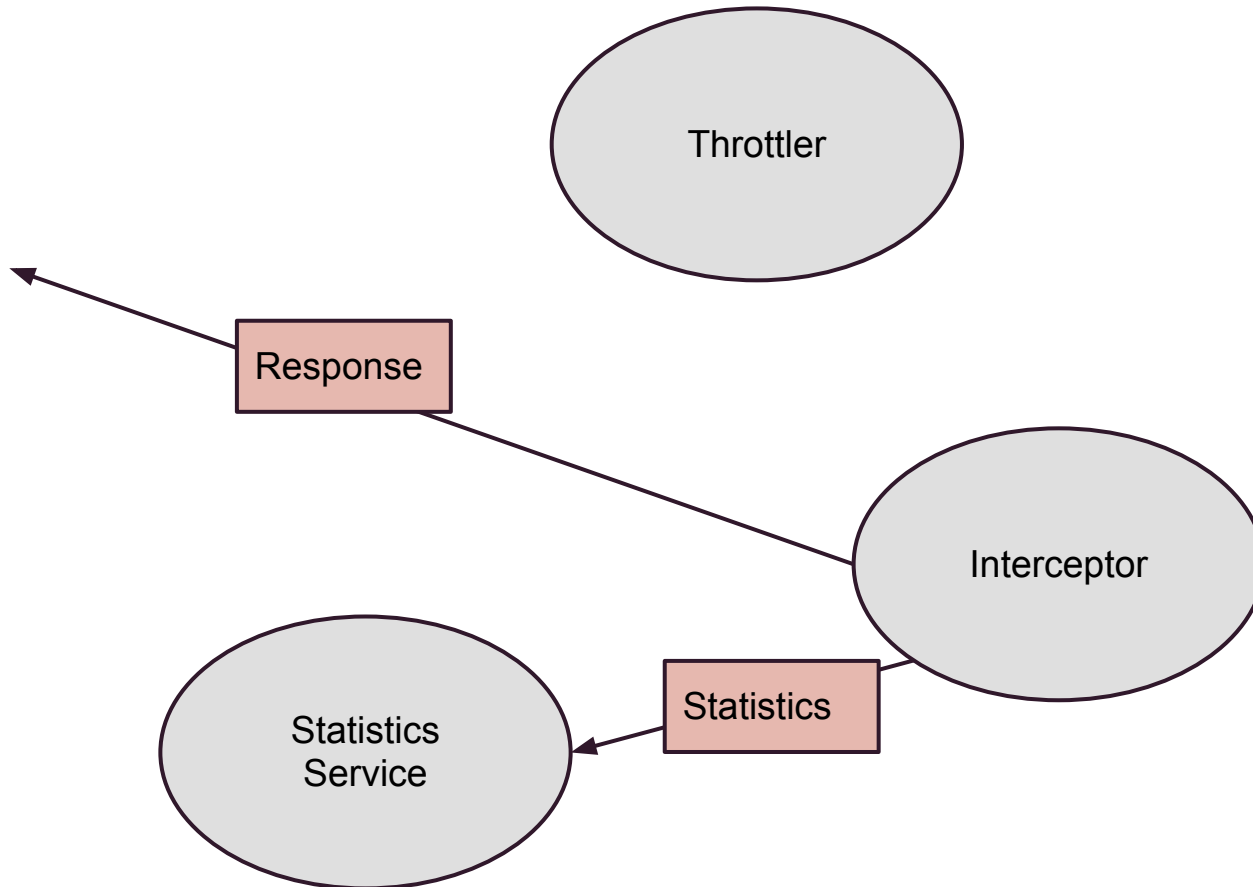 Throttler
Response
Interceptor
Statistics
Statistics
Service